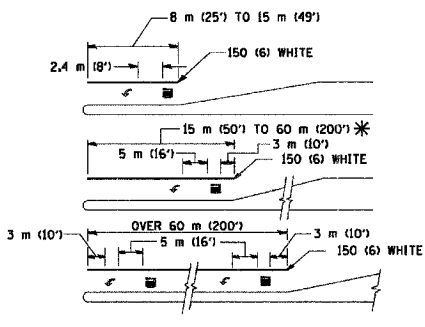 8 m (25') TO 15 m (49')
150 (6) WHITE
2.4 m (8')
15 m (50') TO 60 m (200') *
3 m (10')
5 m (16')
150 (6) WHITE
OVER 60 m (200')
3 m (10')
3 m (10')
5 m (16')
150 (6) WHITE